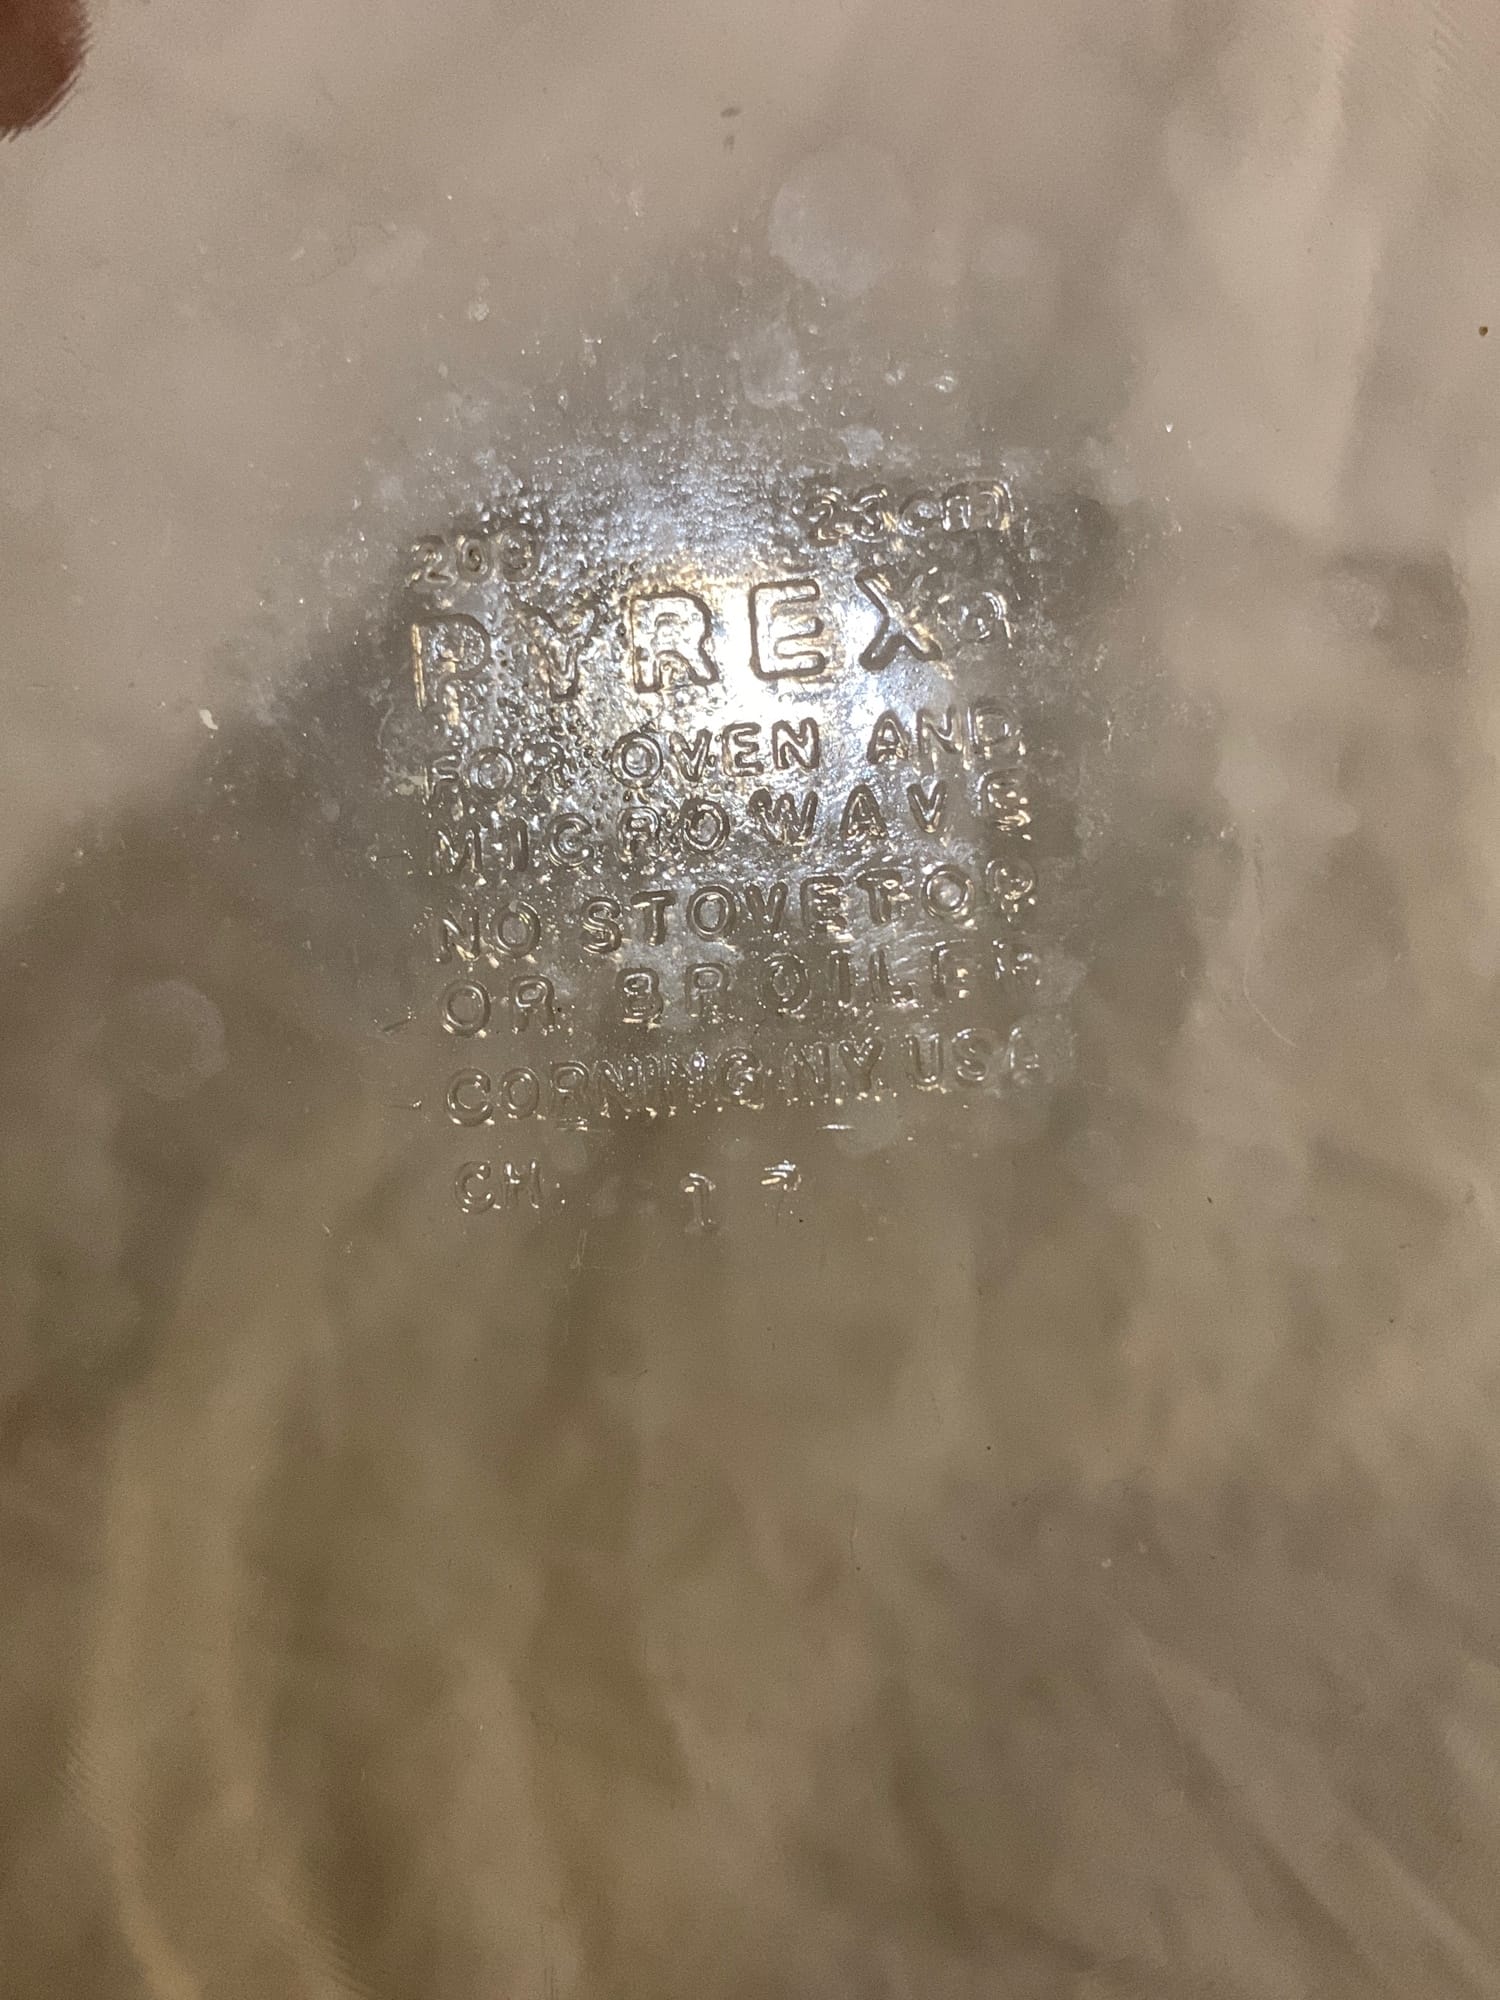 209 23cm
PYREX®
FOR OVEN AND
MICROWAVE
NO STOVETOP
OR BROILER
CORNING NY USA
CH 17